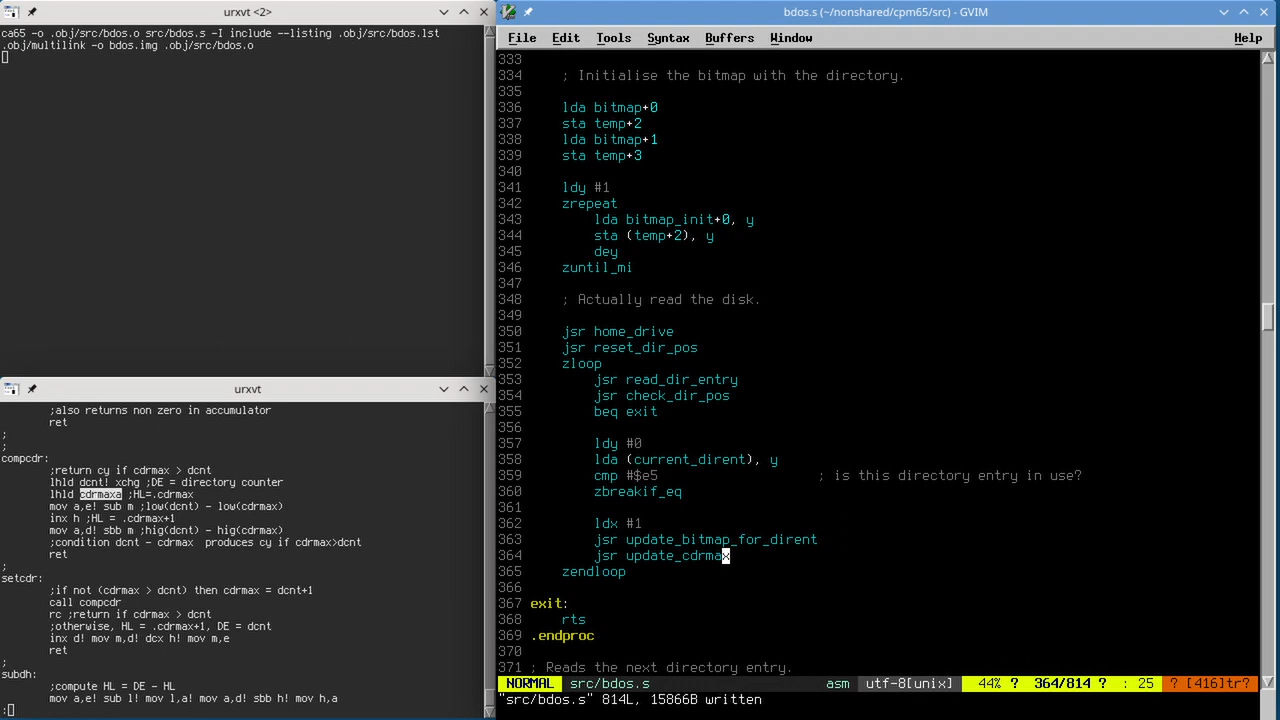 urxvt <2>
ca65 -o .obj/src/bdos.o src/bdos.s -I include --listing .obj/src/bdos.lst
.obj/multilink -o bdos.img .obj/src/bdos.o
urxvt
;also returns non zero in accumulator
ret
;
;
compcdr:
;return cy if cdrmax > dcnt
lhld dcnt! xchg ;DE = directory counter
lhld cdrmaxa ;HL=.cdrmax
mov a,e! sub m ;low(dcnt) - low(cdrmax)
inx h ;HL = .cdrmax+1
mov a,d! sbb m ;hig(dcnt) - hig(cdrmax)
;condition dcnt - cdrmax  produces cy if cdrmax>dcnt
ret
;
setcdr:
;if not (cdrmax > dcnt) then cdrmax = dcnt+1
call compcdr
rc ;return if cdrmax > dcnt
;otherwise, HL = .cdrmax+1, DE = dcnt
inx d! mov m,d! dcx h! mov m,e
ret
;
subdh:
;compute HL = DE - HL
mov a,e! sub l! mov l,a! mov a,d! sbb h! mov h,a
:
bdos.s (~/nonshared/cpm65/src) - GVIM
File Edit Tools Syntax Buffers Window Help
333
334 ; Initialise the bitmap with the directory.
335
336 lda bitmap+0
337 sta temp+2
338 lda bitmap+1
339 sta temp+3
340
341 ldy #1
342 zrepeat
343 lda bitmap_init+0, y
344 sta (temp+2), y
345 dey
346 zuntil_mi
347
348 ; Actually read the disk.
349
350 jsr home_drive
351 jsr reset_dir_pos
352 zloop
353 jsr read_dir_entry
354 jsr check_dir_pos
355 beq exit
356
357 ldy #0
358 lda (current_dirent), y
359 cmp #$e5 ; is this directory entry in use?
360 zbreakif_eq
361
362 ldx #1
363 jsr update_bitmap_for_dirent
364 jsr update_cdrmax
365 zendloop
366
367 exit:
368 rts
369 .endproc
370
371 ; Reads the next directory entry.
NORMAL src/bdos.s asm utf-8[unix] 44% ? 364/814 ? : 25 ? [416]tr?
"src/bdos.s" 814L, 15866B written